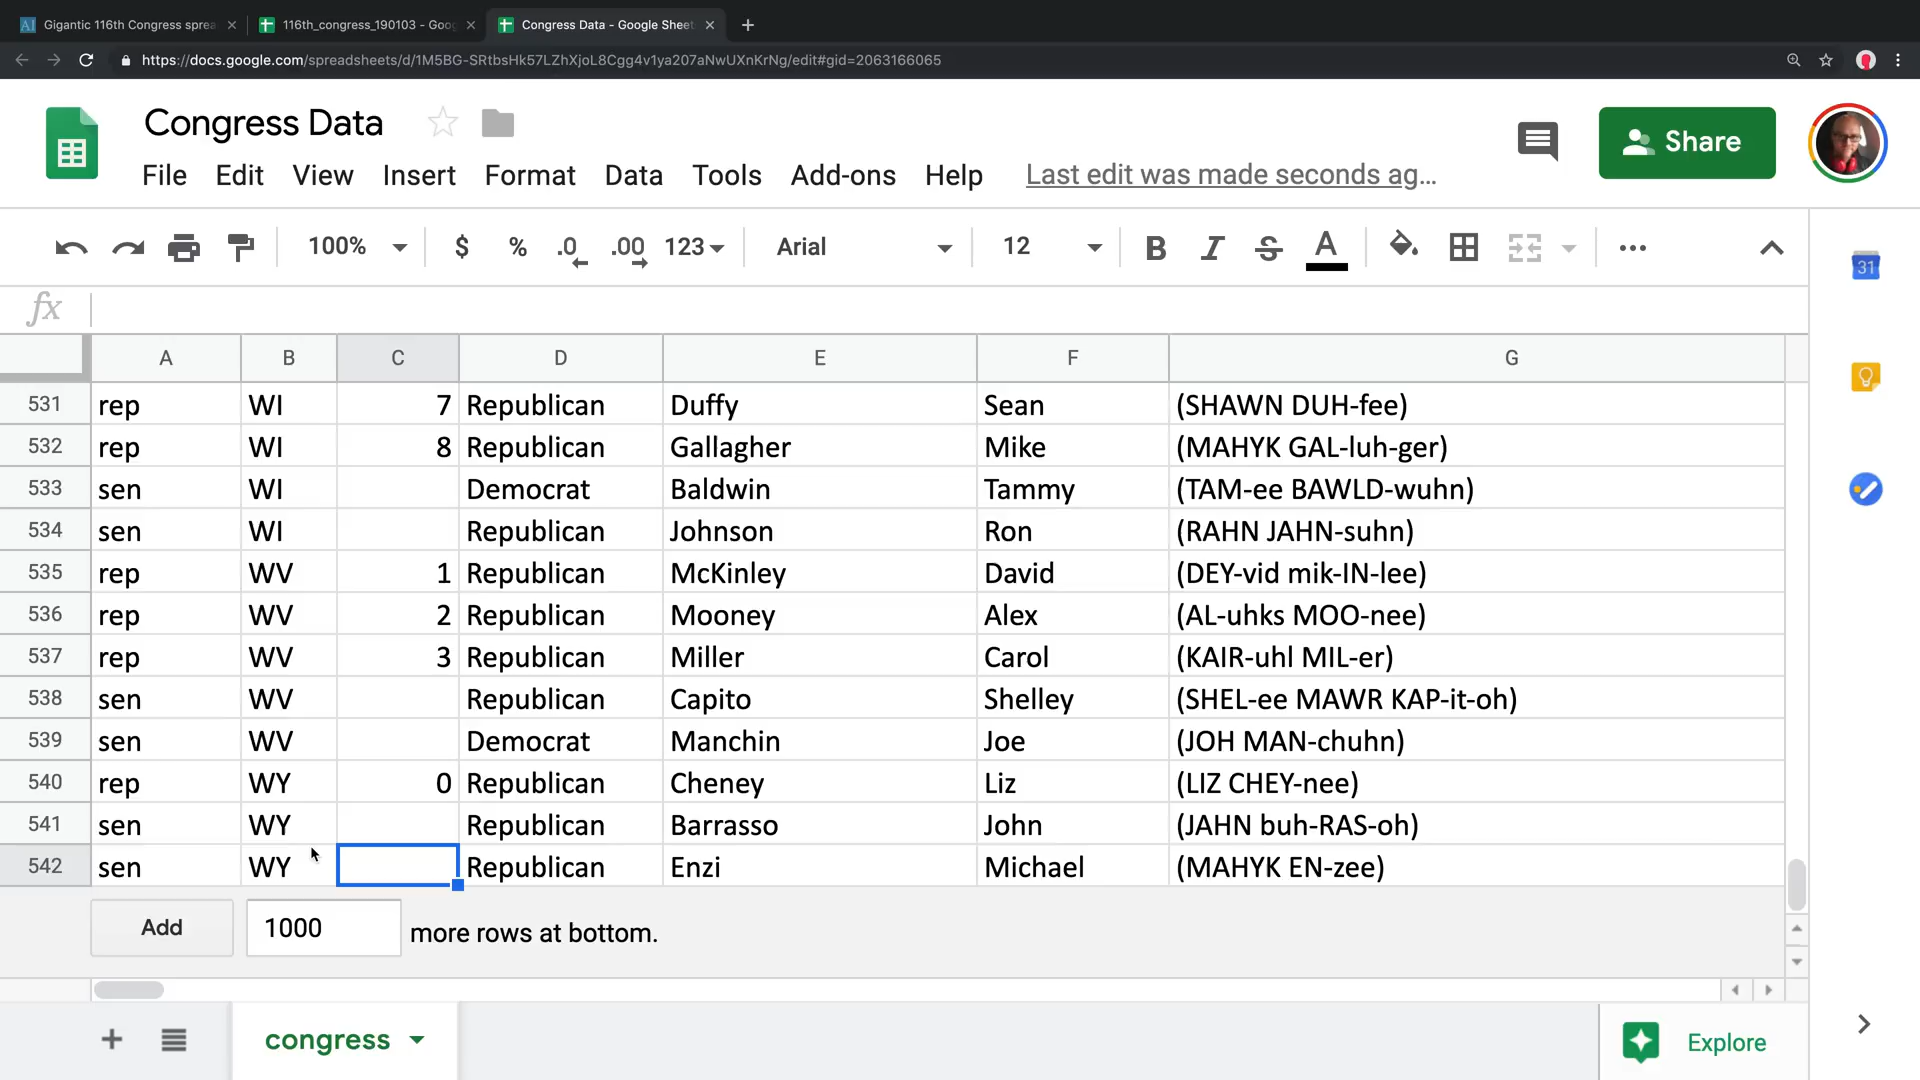 Gigantic 116th Congress sprea
116th_congress_190103 - Goo
Congress Data - Google Sheet
https://docs.google.com/spreadsheets/d/1M5BG-SRtbsHk57LZhXjoL8Cgg4v1ya207aNwUXnKrNg/edit#gid=2063166065
Congress Data
File Edit View Insert Format Data Tools Add-ons Help Last edit was made seconds ag...
Share
100% $ % .0 .00 123 Arial 12 B I S A
31
fx
A B C D E F G
531 rep WI 7 Republican Duffy Sean (SHAWN DUH-fee)
532 rep WI 8 Republican Gallagher Mike (MAHYK GAL-luh-ger)
533 sen WI Democrat Baldwin Tammy (TAM-ee BAWLD-wuhn)
534 sen WI Republican Johnson Ron (RAHN JAHN-suhn)
535 rep WV 1 Republican McKinley David (DEY-vid mik-IN-lee)
536 rep WV 2 Republican Mooney Alex (AL-uhks MOO-nee)
537 rep WV 3 Republican Miller Carol (KAIR-uhl MIL-er)
538 sen WV Republican Capito Shelley (SHEL-ee MAWR KAP-it-oh)
539 sen WV Democrat Manchin Joe (JOH MAN-chuhn)
540 rep WY 0 Republican Cheney Liz (LIZ CHEY-nee)
541 sen WY Republican Barrasso John (JAHN buh-RAS-oh)
542 sen WY Republican Enzi Michael (MAHYK EN-zee)
Add 1000 more rows at bottom.
congress
Explore